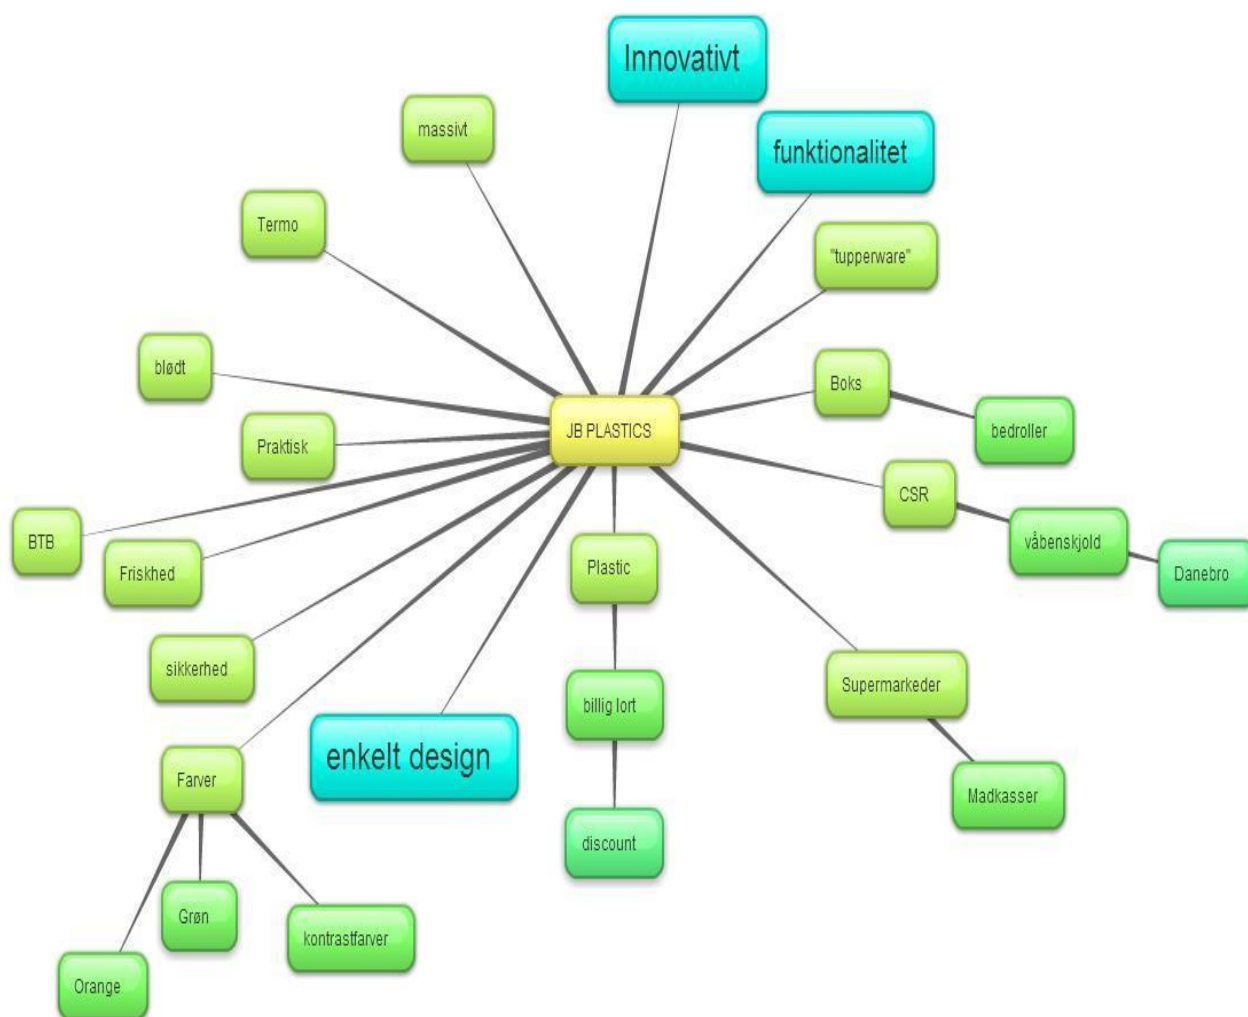 Innovativt
massivt
funktionalitet
Termo
"tupperware"
blødt
Boks
JB PLASTICS
bedroller
Praktisk
CSR
BTB
våbenskjold
Friskhed
Plastic
Danebro
sikkerhed
Supermarkeder
billig lort
enkelt design
Farver
Madkasser
discount
Grøn
kontrastfarver
Orange